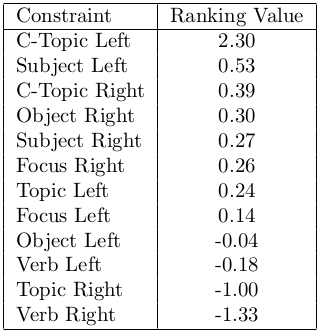 Constraint Ranking Value
C-Topic Left 2.30
Subject Left 0.53
C-Topic Right 0.39
Object Right 0.30
Subject Right 0.27
Focus Right 0.26
Topic Left 0.24
Focus Left 0.14
Object Left -0.04
Verb Left -0.18
Topic Right -1.00
Verb Right -1.33